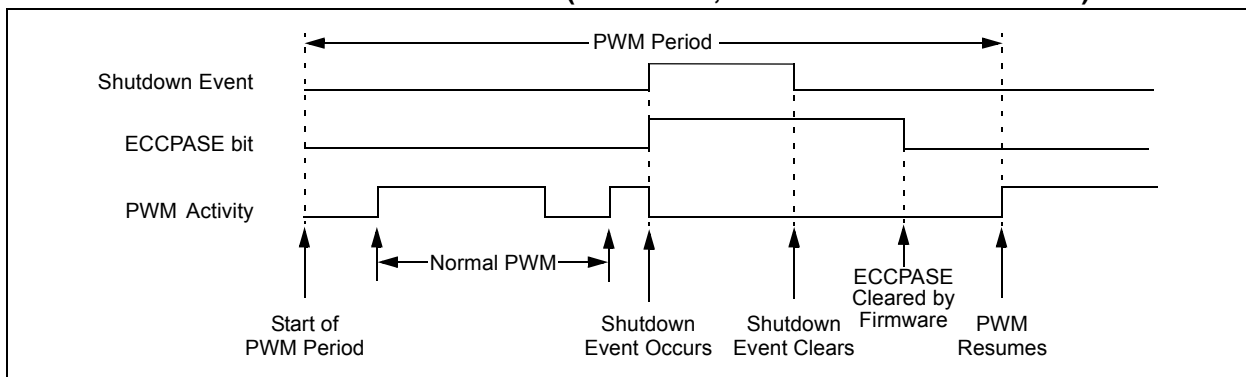 PWM Period
Shutdown Event
ECCPASE bit
PWM Activity
Normal PWM
Start of
PWM Period
Shutdown
Event Occurs
Shutdown
Event Clears
ECCPASE
Cleared by
Firmware
PWM
Resumes